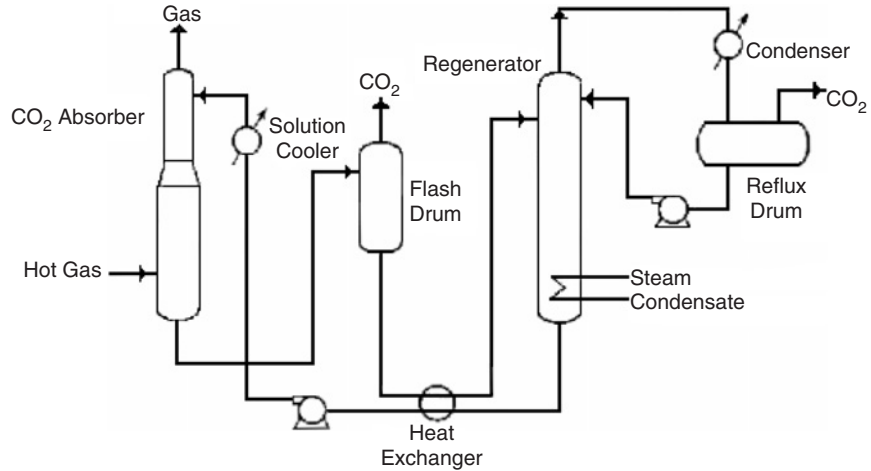 Gas
CO₂ Absorber
Hot Gas
Solution
Cooler
CO₂
Flash
Drum
Heat
Exchanger
Regenerator
Steam
Condensate
Condenser
CO₂
Reflux
Drum